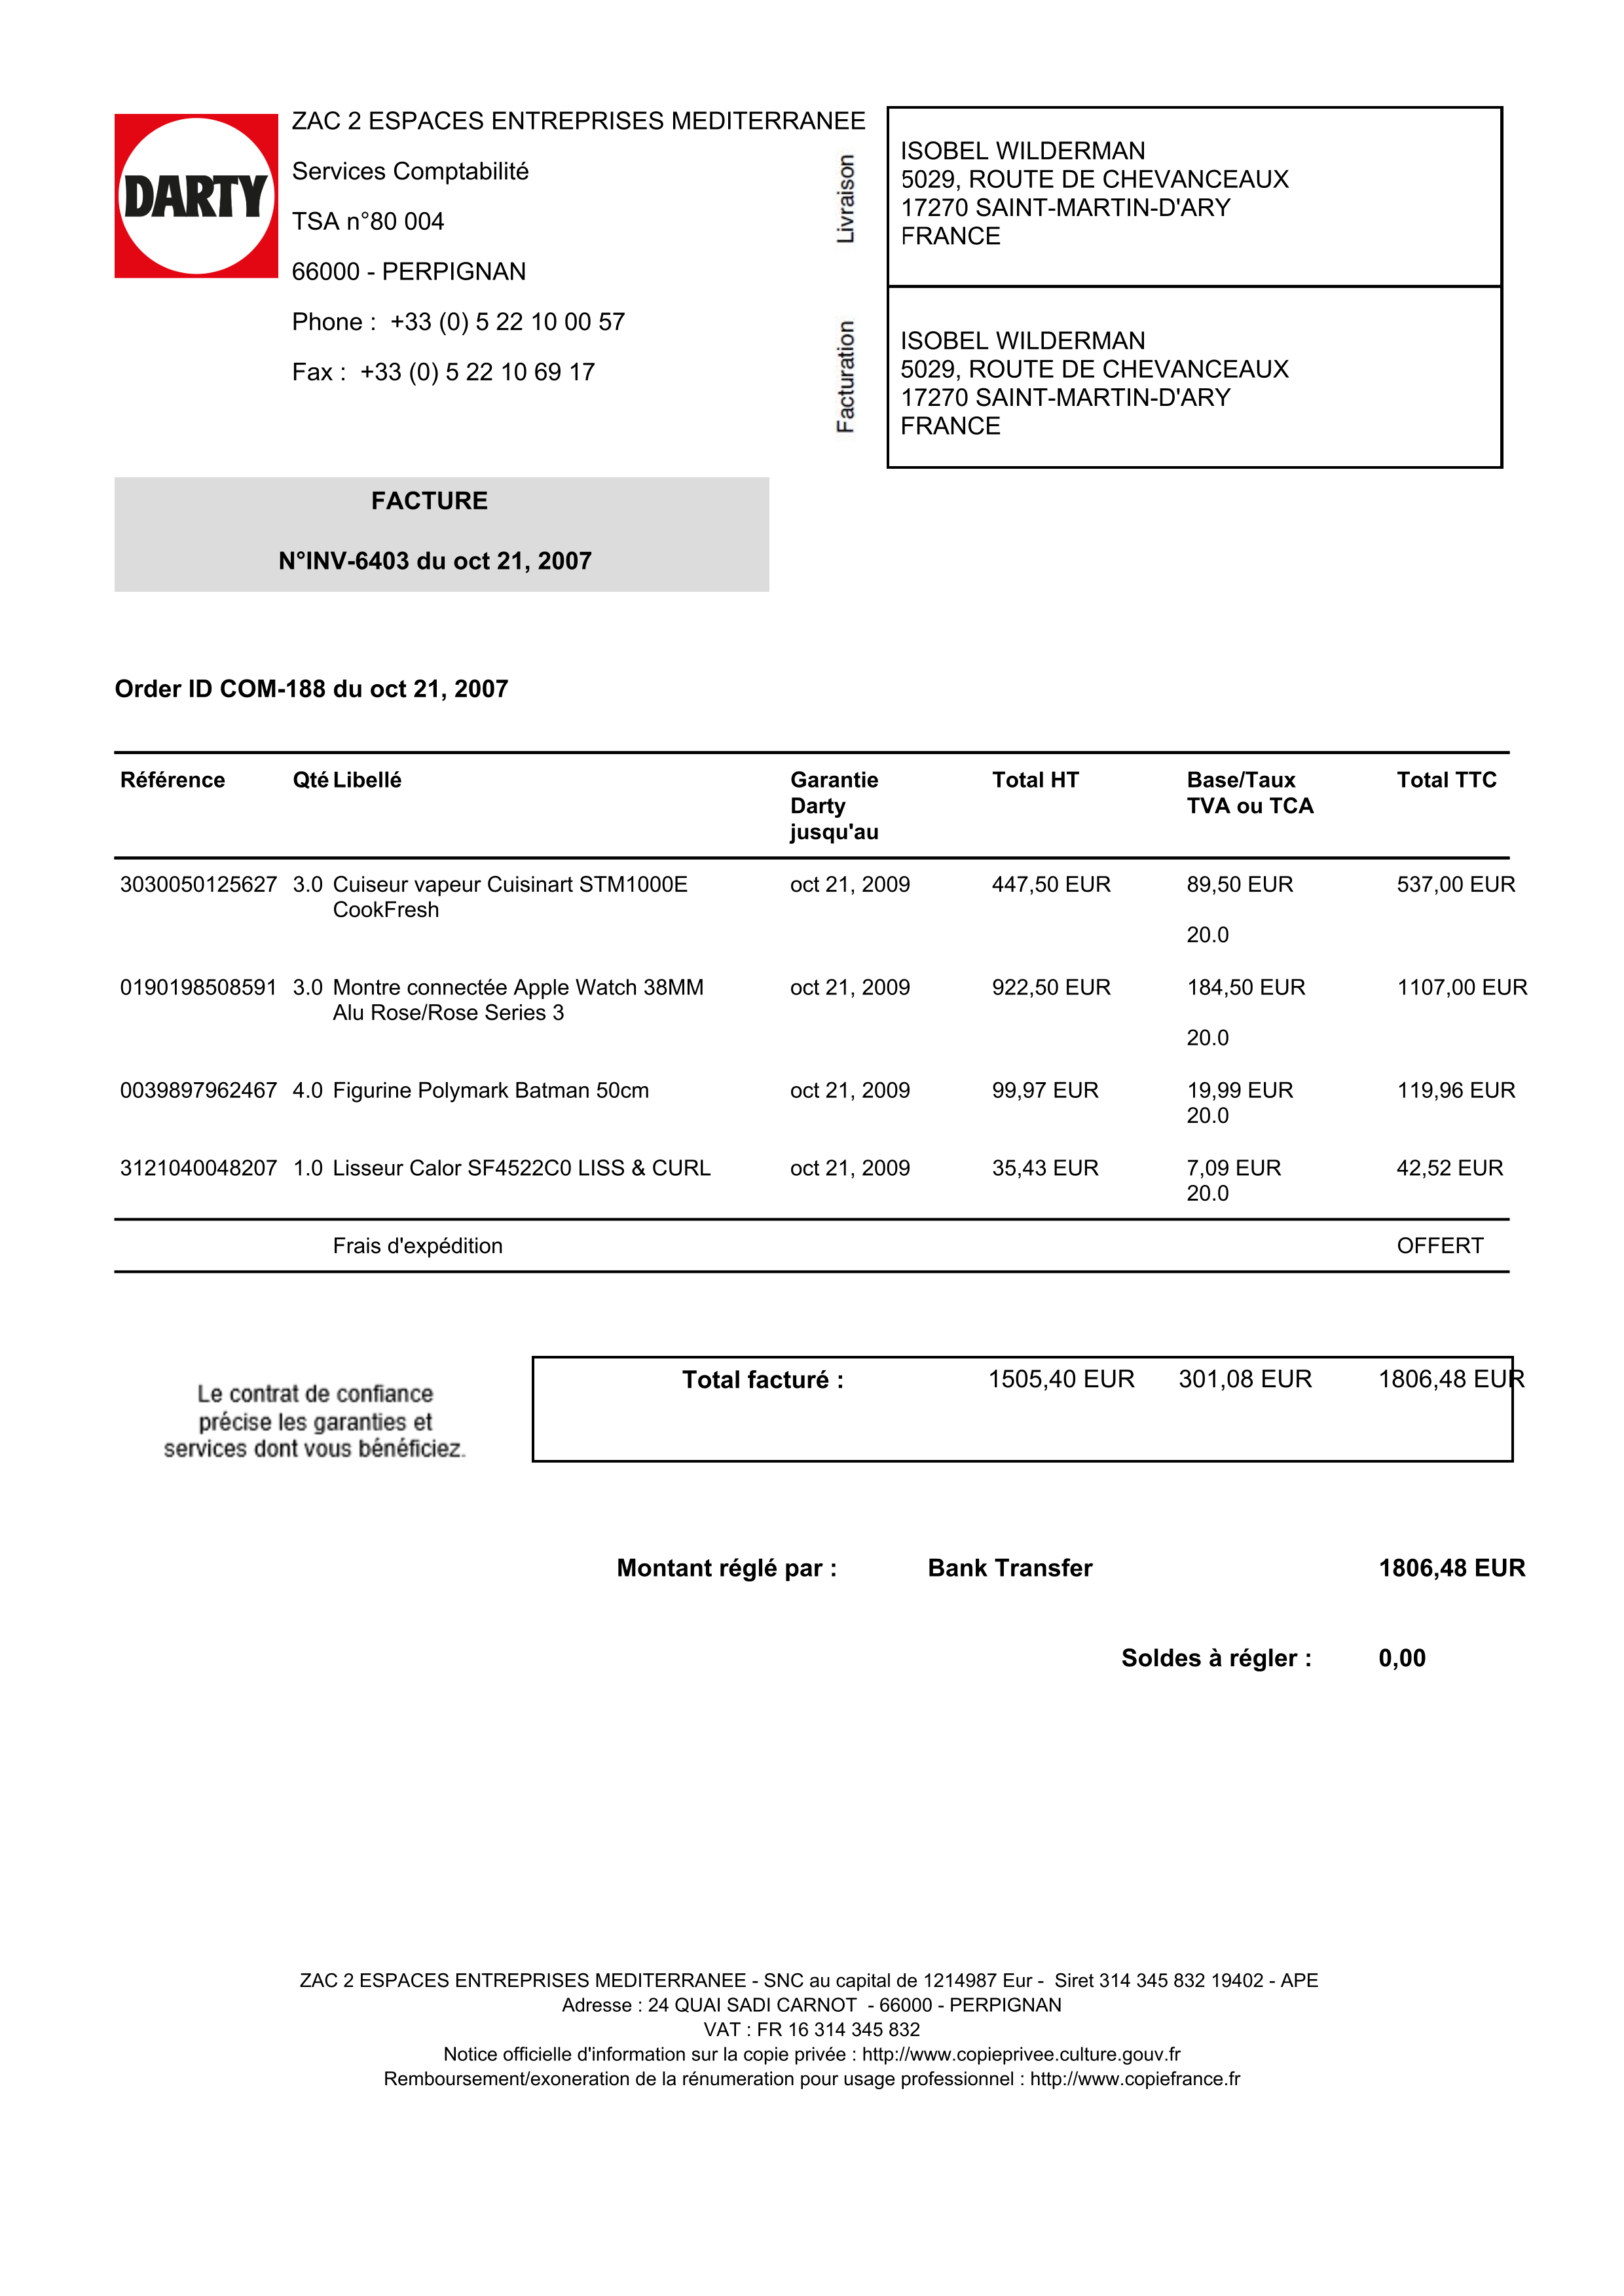 DARTY
ZAC 2 ESPACES ENTREPRISES MEDITERRANEE
Services Comptabilité
TSA n°80 004
66000 - PERPIGNAN
Phone : +33 (0) 5 22 10 00 57
Fax : +33 (0) 5 22 10 69 17
Livraison
ISOBEL WILDERMAN
5029, ROUTE DE CHEVANCEAUX
17270 SAINT-MARTIN-D'ARY
FRANCE
Facturation
ISOBEL WILDERMAN
5029, ROUTE DE CHEVANCEAUX
17270 SAINT-MARTIN-D'ARY
FRANCE
FACTURE
N°INV-6403 du oct 21, 2007
Order ID COM-188 du oct 21, 2007
Référence Qté Libellé Garantie Total HT Base/Taux Total TTC
Darty TVA ou TCA
jusqu'au
3030050125627 3.0 Cuiseur vapeur Cuisinart STM1000E oct 21, 2009 447,50 EUR 89,50 EUR 537,00 EUR
CookFresh
20.0
0190198508591 3.0 Montre connectée Apple Watch 38MM oct 21, 2009 922,50 EUR 184,50 EUR 1107,00 EUR
Alu Rose/Rose Series 3
20.0
0039897962467 4.0 Figurine Polymark Batman 50cm oct 21, 2009 99,97 EUR 19,99 EUR 119,96 EUR
20.0
3121040048207 1.0 Lisseur Calor SF4522C0 LISS & CURL oct 21, 2009 35,43 EUR 7,09 EUR 42,52 EUR
20.0
Frais d'expédition OFFERT
Le contrat de confiance
précise les garanties et
services dont vous bénéficiez.
Total facturé : 1505,40 EUR 301,08 EUR 1806,48 EUR
Montant réglé par : Bank Transfer 1806,48 EUR
Soldes à régler : 0,00
ZAC 2 ESPACES ENTREPRISES MEDITERRANEE - SNC au capital de 1214987 Eur - Siret 314 345 832 19402 - APE
Adresse : 24 QUAI SADI CARNOT - 66000 - PERPIGNAN
VAT : FR 16 314 345 832
Notice officielle d'information sur la copie privée : http://www.copieprivee.culture.gouv.fr
Remboursement/exoneration de la rénumeration pour usage professionnel : http://www.copiefrance.fr